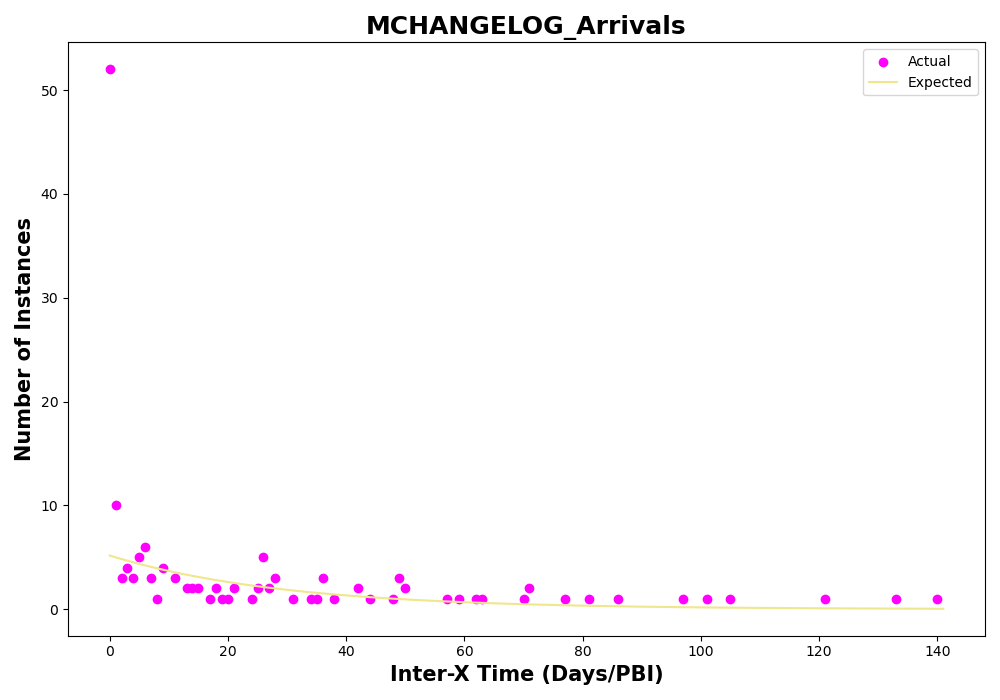 MCHANGELOG_Arrivals
Actual
Expected
Number of Instances
50
40
30
20
10
0
0 20 40 60 80 100 120 140
Inter-X Time (Days/PBI)